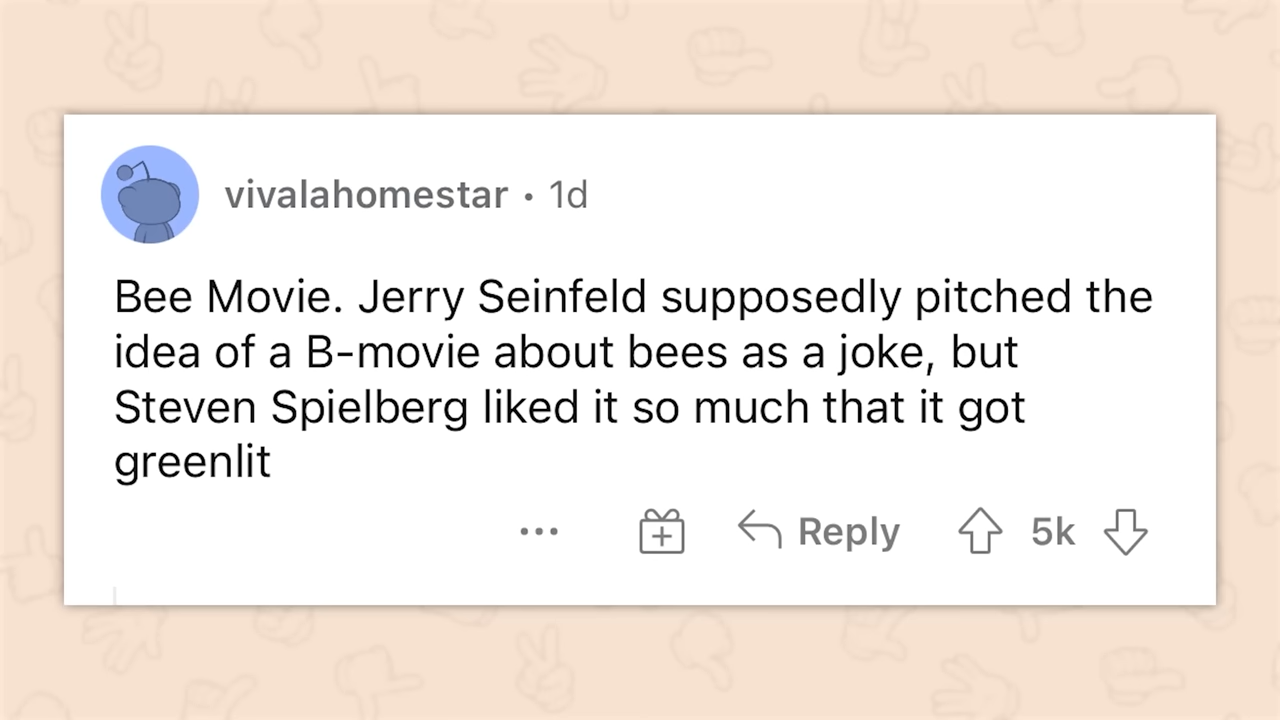 vivalahomestar • 1d
Bee Movie. Jerry Seinfeld supposedly pitched the
idea of a B-movie about bees as a joke, but
Steven Spielberg liked it so much that it got
greenlit
Reply 5k